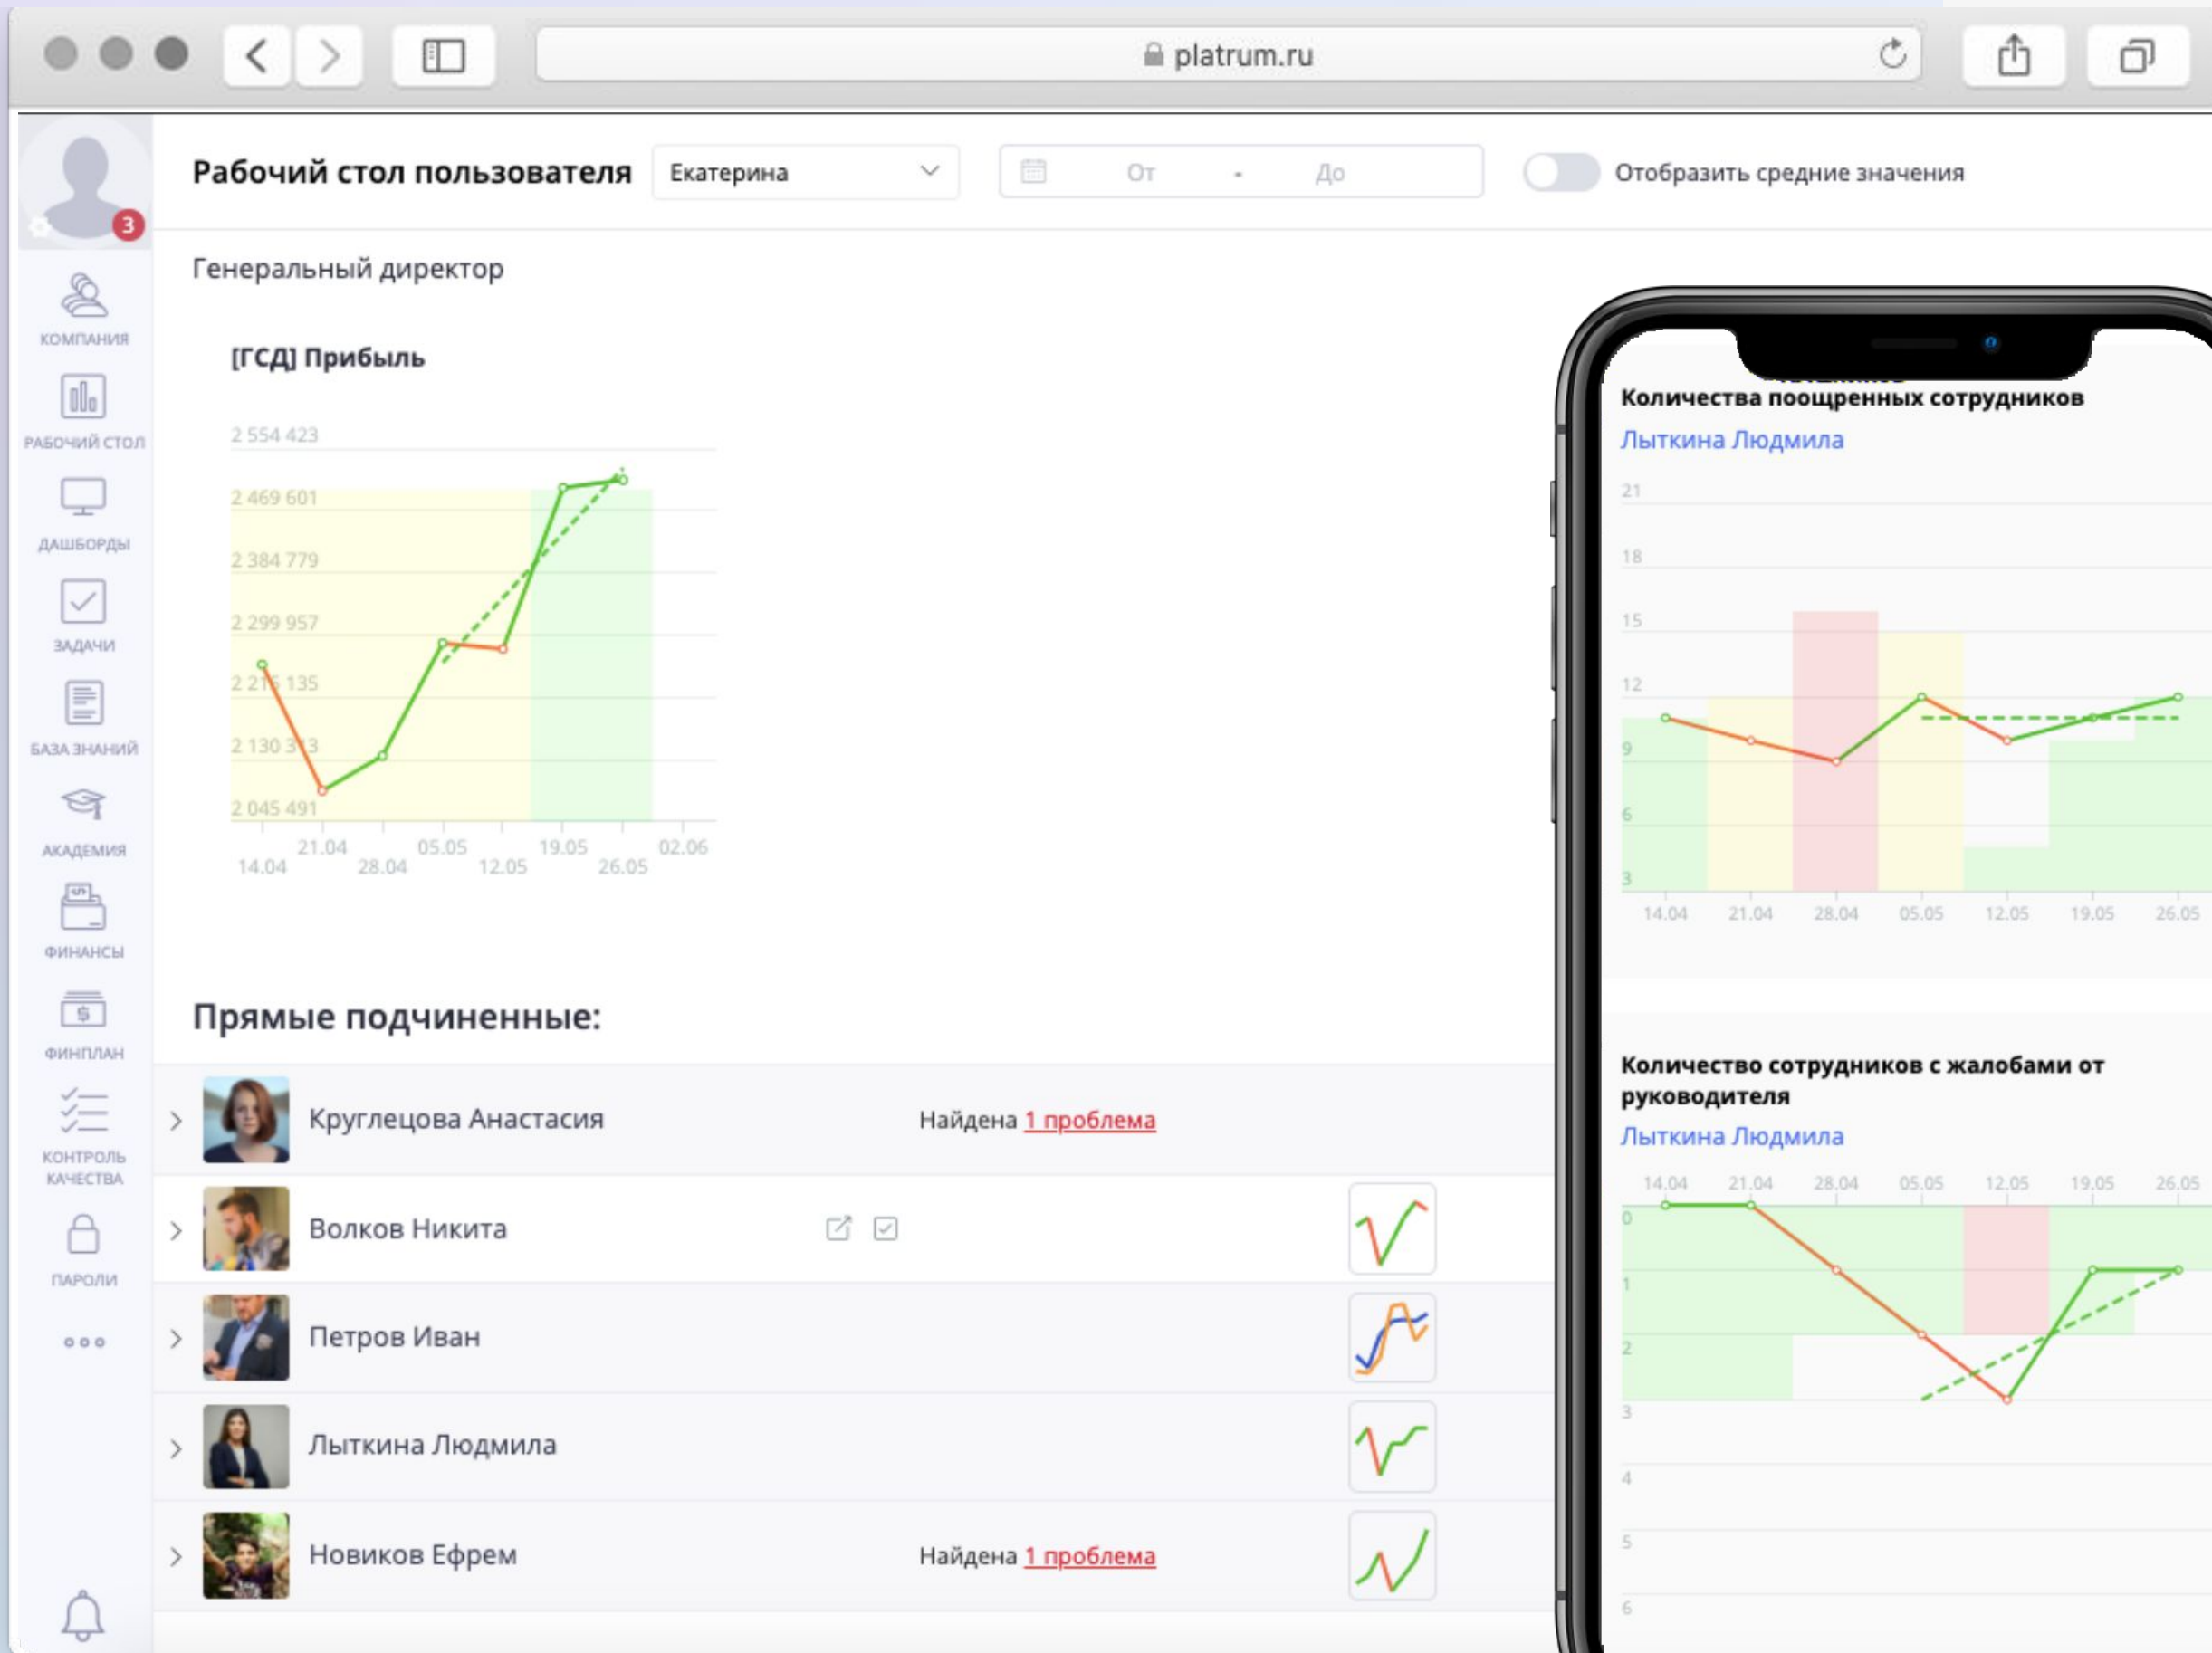 platrum.ru
Рабочий стол пользователя
Екатерина
От - До
Отобразить средние значения
3
КОМПАНИЯ
РАБОЧИЙ СТОЛ
ДАШБОРДЫ
ЗАДАЧИ
БАЗА ЗНАНИЙ
АКАДЕМИЯ
ФИНАНСЫ
ФИНПЛАН
КОНТРОЛЬ
КАЧЕСТВА
ПАРОЛИ
Генеральный директор
[ГСД] Прибыль
2 554 423
2 469 601
2 384 779
2 299 957
2 215 135
2 130 313
2 045 491
14.04 21.04 28.04 05.05 12.05 19.05 26.05 02.06
Прямые подчиненные:
Круглецова Анастасия
Найдена 1 проблема
Волков Никита
Петров Иван
Лыткина Людмила
Новиков Ефрем
Найдена 1 проблема
Количества поощренных сотрудников
Лыткина Людмила
21
18
15
12
9
6
3
14.04 21.04 28.04 05.05 12.05 19.05 26.05
Количество сотрудников с жалобами от
руководителя
Лыткина Людмила
14.04 21.04 28.04 05.05 12.05 19.05 26.05
0
1
2
3
4
5
6